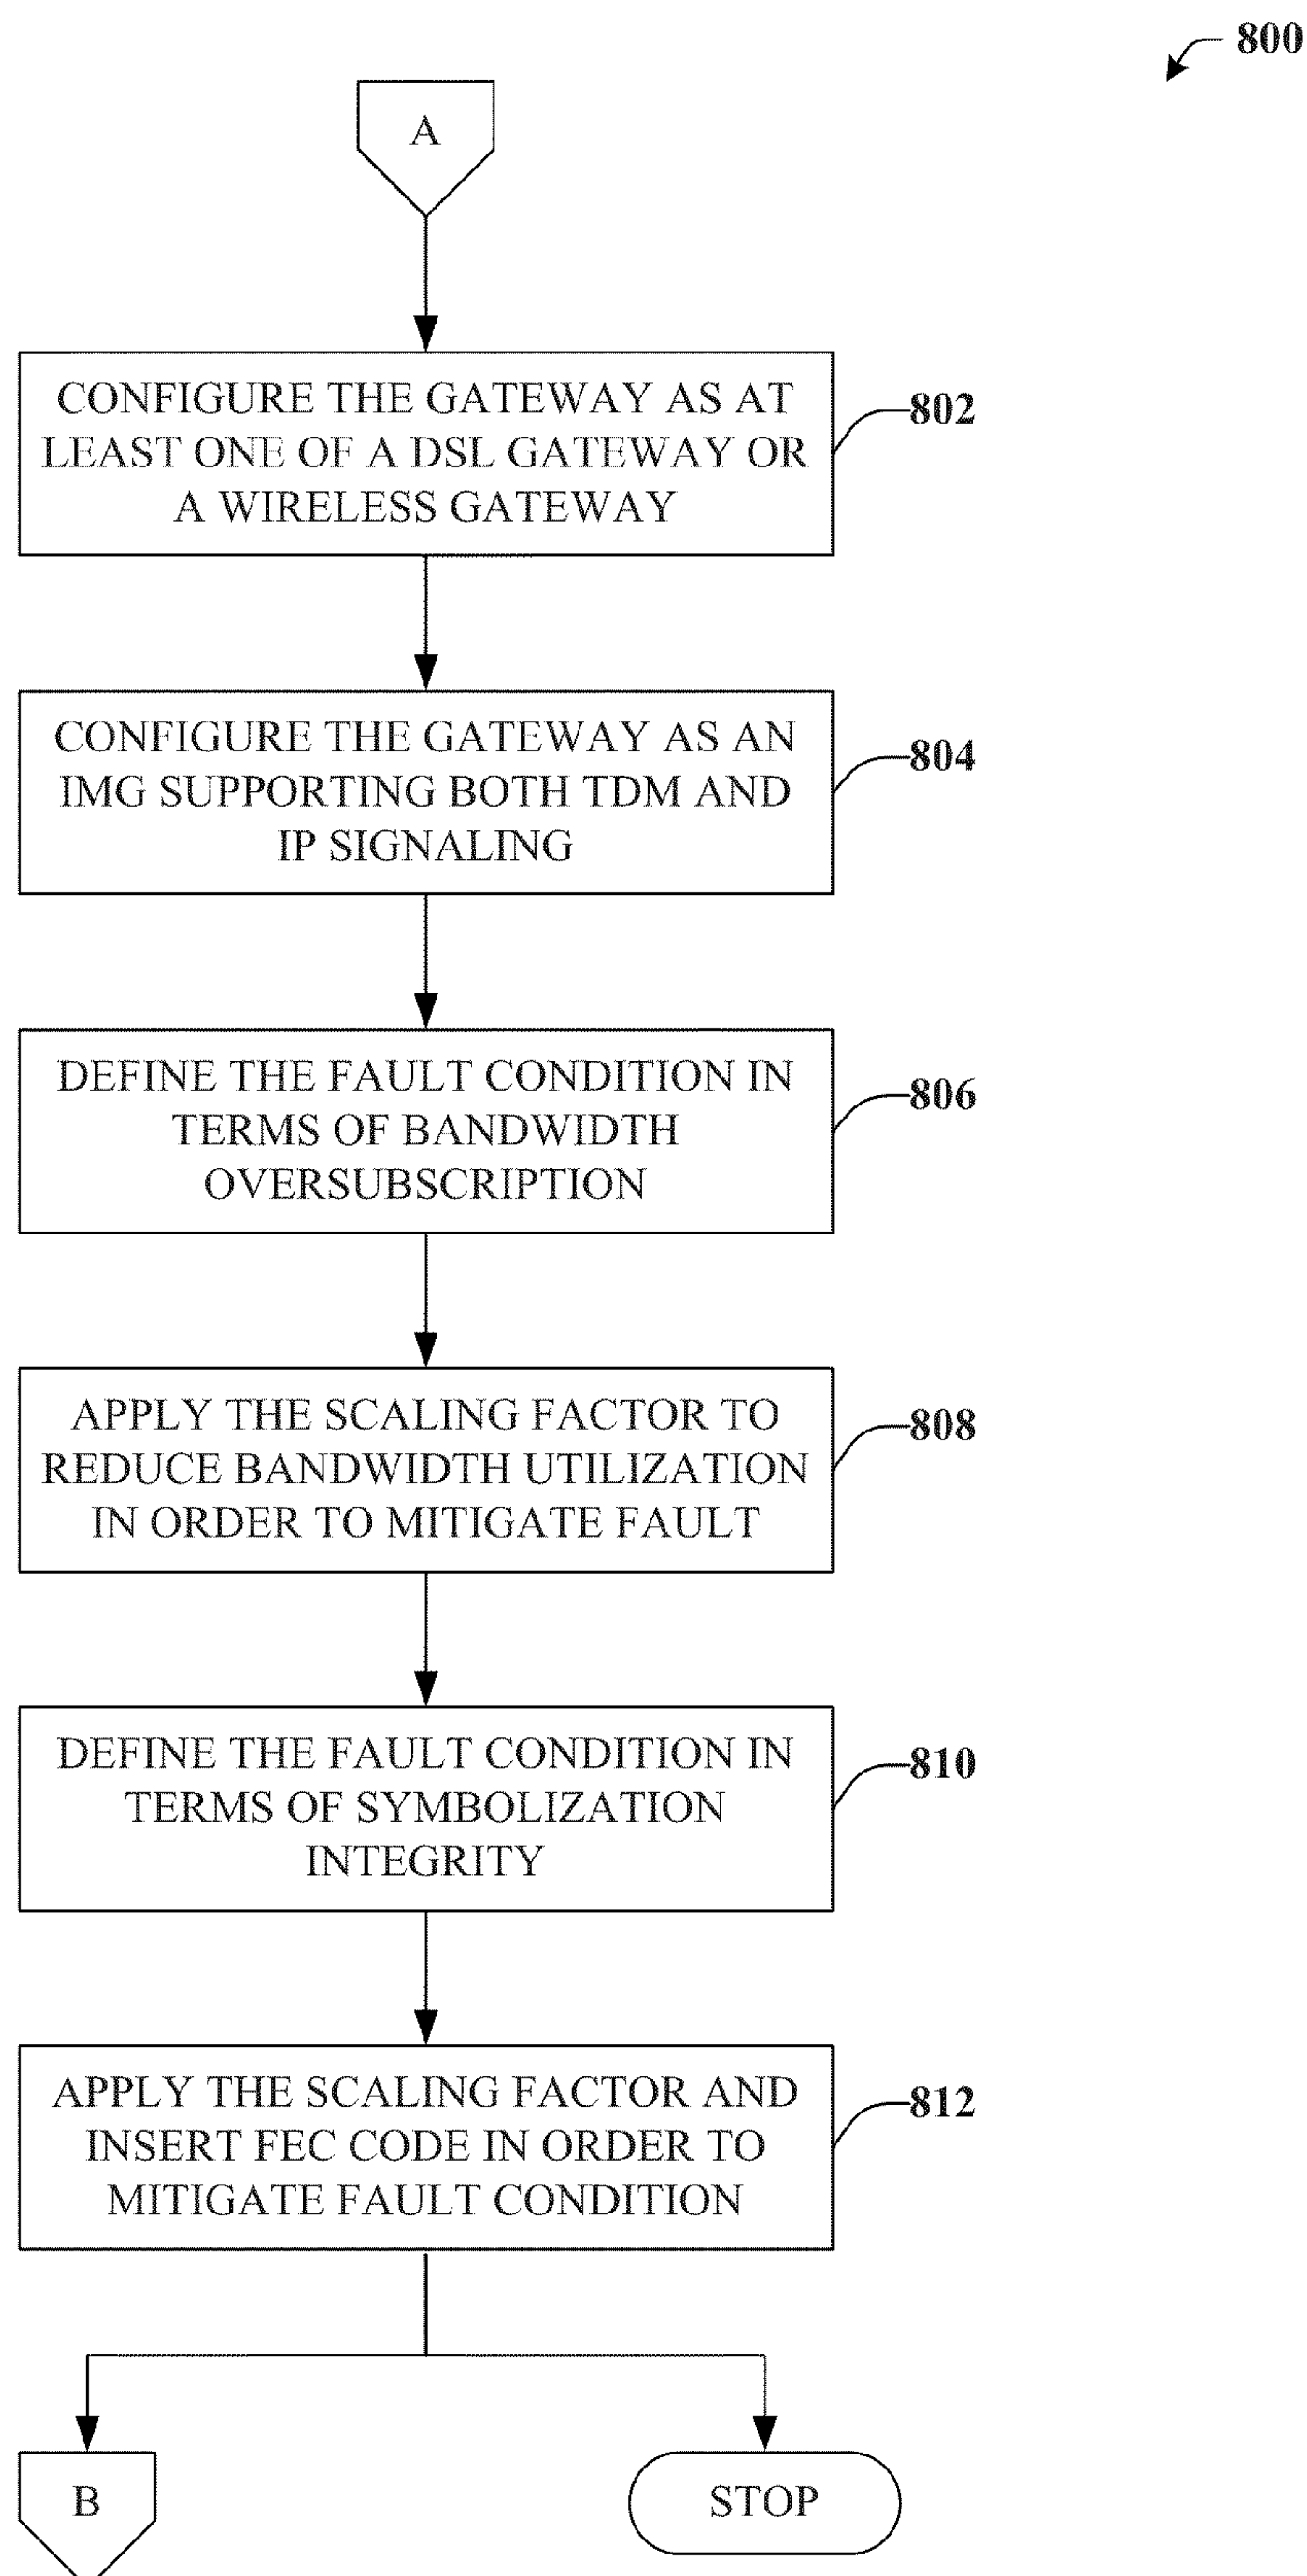 800
A
CONFIGURE THE GATEWAY AS AT
LEAST ONE OF A DSL GATEWAY OR
A WIRELESS GATEWAY
802
CONFIGURE THE GATEWAY AS AN
IMG SUPPORTING BOTH TDM AND
IP SIGNALING
804
DEFINE THE FAULT CONDITION IN
TERMS OF BANDWIDTH
OVERSUBSCRIPTION
806
APPLY THE SCALING FACTOR TO
REDUCE BANDWIDTH UTILIZATION
IN ORDER TO MITIGATE FAULT
808
DEFINE THE FAULT CONDITION IN
TERMS OF SYMBOLIZATION
INTEGRITY
810
APPLY THE SCALING FACTOR AND
INSERT FEC CODE IN ORDER TO
MITIGATE FAULT CONDITION
812
B
STOP